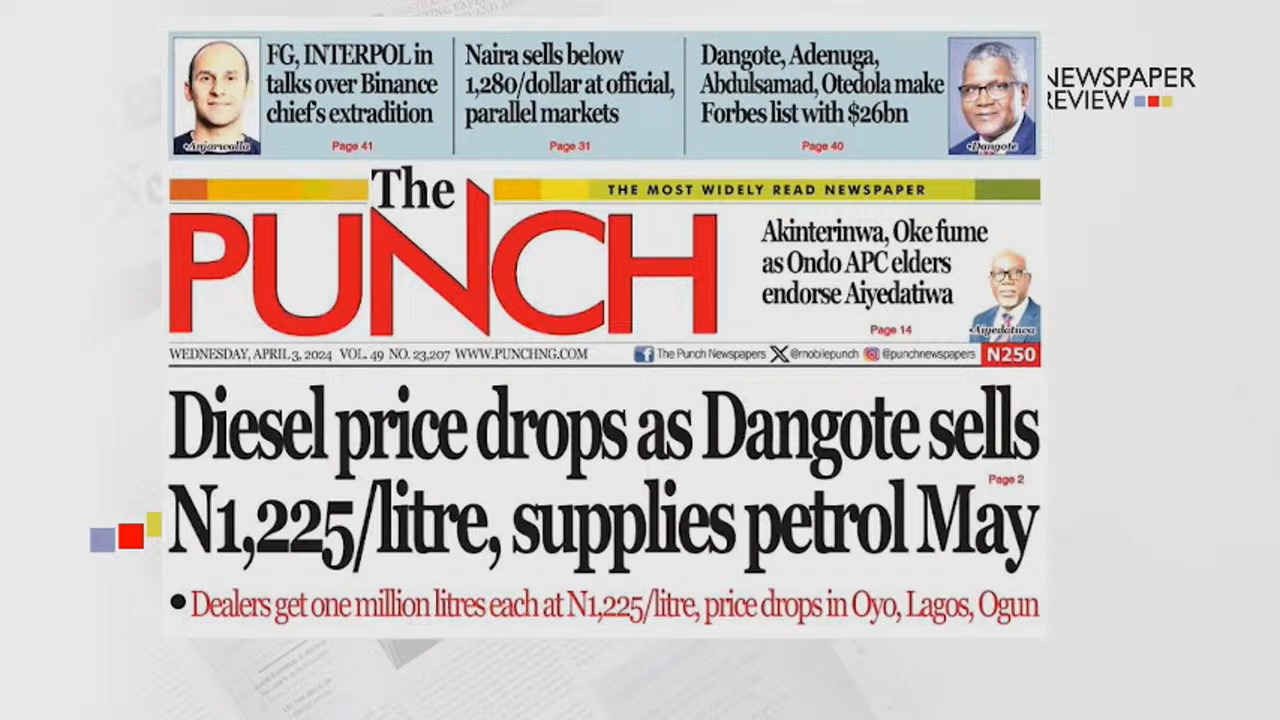 FG, INTERPOL in
talks over Binance
chief's extradition
Page 41
•Anjarwalla
Naira sells below
1,280/dollar at official,
parallel markets
Page 31
Dangote, Adenuga,
Abdulsamad, Otedola make
Forbes list with $26bn
Page 40
•Dangote
NEWSPAPER
REVIEW
The
PUNCH
THE MOST WIDELY READ NEWSPAPER
Akinterinwa, Oke fume
as Ondo APC elders
endorse Aiyedatiwa
Page 14
•Aiyedatiwa
WEDNESDAY, APRIL 3, 2024 VOL. 49 NO. 23,207 WWW.PUNCHNG.COM
The Punch Newspapers @mobilepunch @punchnewspapers N250
Diesel price drops as Dangote sells
Page 2
N1,225/litre, supplies petrol May
• Dealers get one million litres each at N1,225/litre, price drops in Oyo, Lagos, Ogun